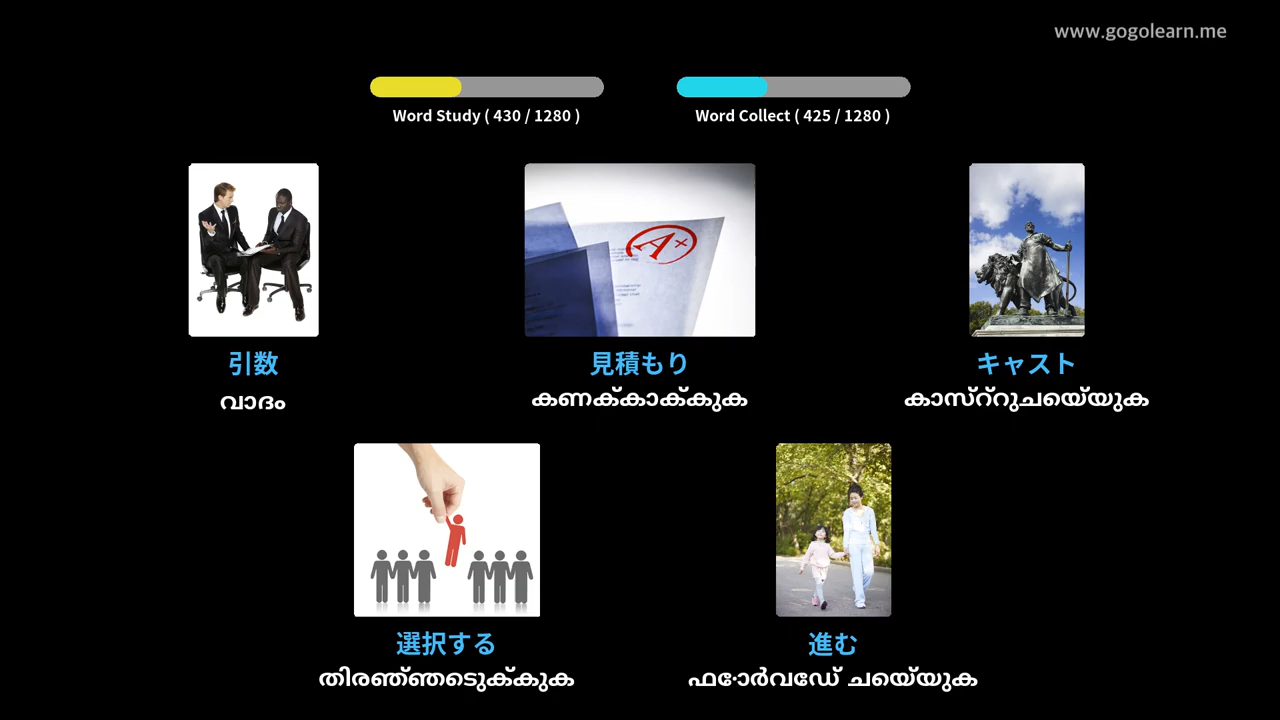 www.gogolearn.me
Word Study ( 430 / 1280 )
Word Collect ( 425 / 1280 )
引数
വാദം
見積もり
കണക്കാക്കുക
キャスト
കാസ്റ്റുചെയ്യുക
選択する
തിരഞ്ഞെടുക്കുക
進む
ഫോർവേഡ് ചെയ്യുക
A+